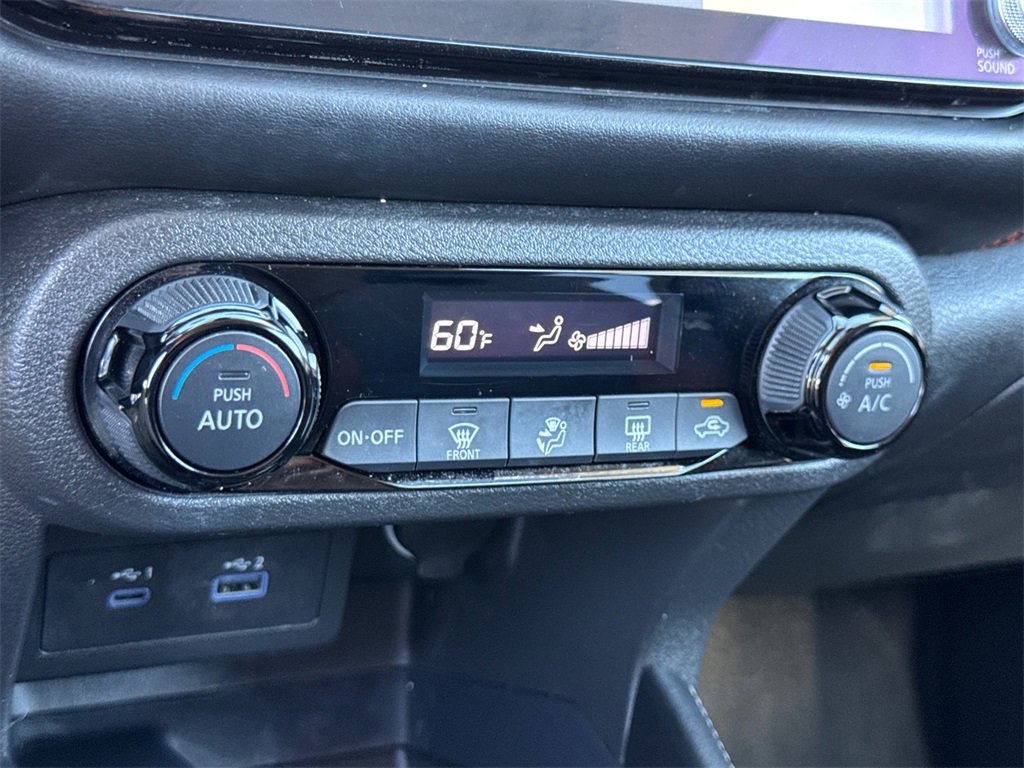 PUSH
SOUND
60°F
PUSH
AUTO
PUSH
A/C
ON·OFF
FRONT
REAR
1
2